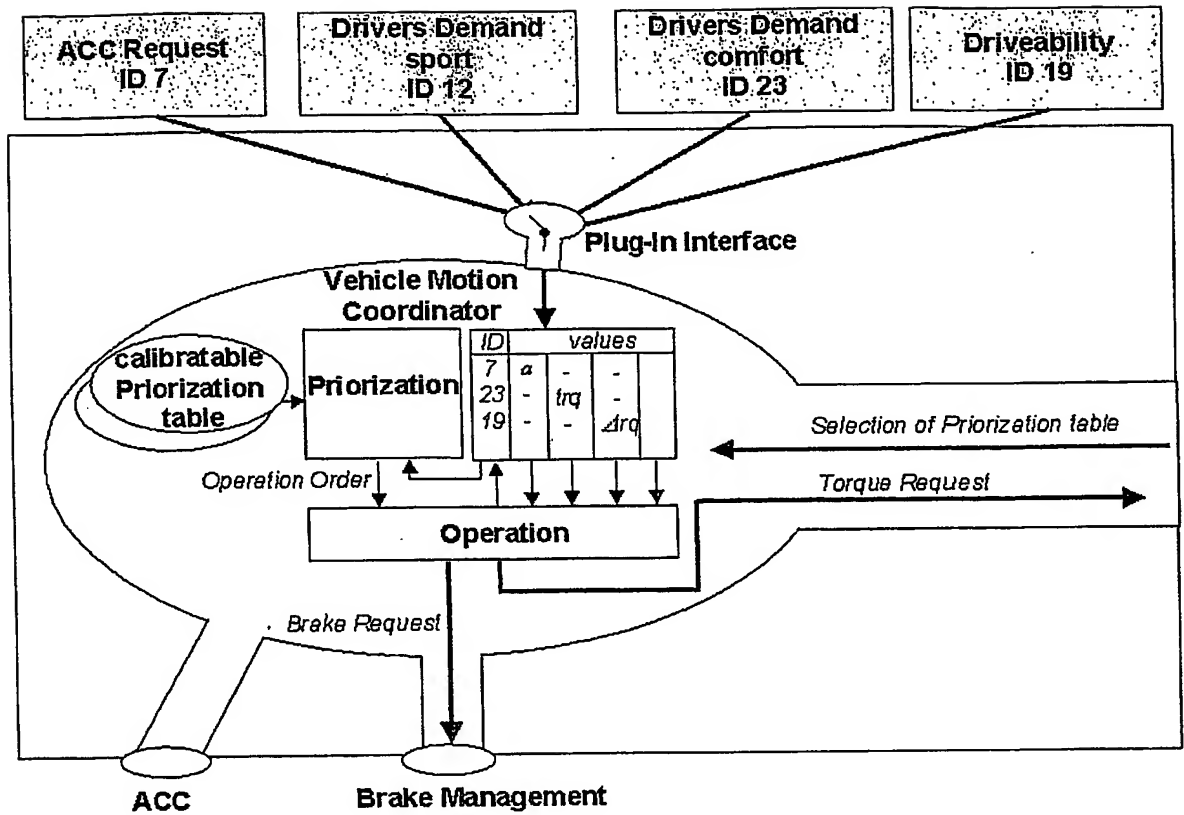 ACC Request
ID 7
Drivers Demand
sport
ID 12
Drivers Demand
comfort
ID 23
Driveability
ID 19
Plug-In Interface
Vehicle Motion
Coordinator
calibratable
Priorization
table
Priorization
ID values
7 a - -
23 - trq -
19 - - ⊿trq
Selection of Priorization table
Operation Order
Torque Request
Operation
Brake Request
ACC
Brake Management